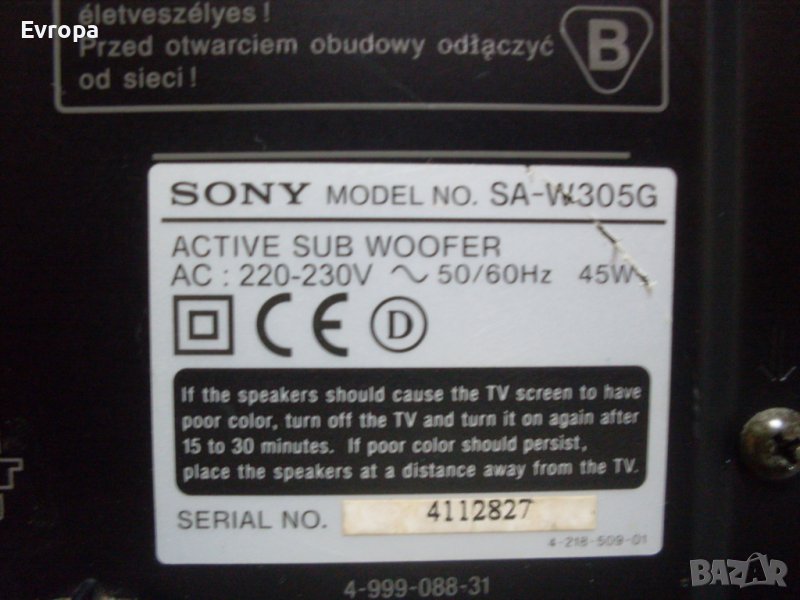 életveszélyes !
Evropa
Przed otwarciem obudowy odłączyć
od sieci !
B
SONY MODEL NO. SA-W305G
ACTIVE SUB WOOFER
AC : 220-230V ～ 50/60Hz 45W
CE D
If the speakers should cause the TV screen to have
poor color, turn off the TV and turn it on again after
15 to 30 minutes. If poor color should persist,
place the speakers at a distance away from the TV.
SERIAL NO. 4112827
4-218-509-01
4-999-088-31
BAZAR